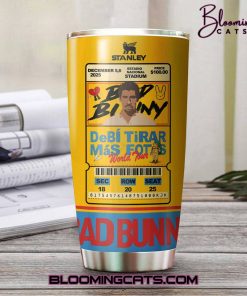 Blooming
CATS
STANLEY
DECEMBER 5,6
2025
ESTADIO
NACIONAL
STADIUM
PRICE
$100.00
BAD
BUNNY
DeBÍ TiRAR
MáS FOTOS
World Tour
SEC ROW SEAT
18 20 25
BAD BUNN
BLOOMINGCATS.COM